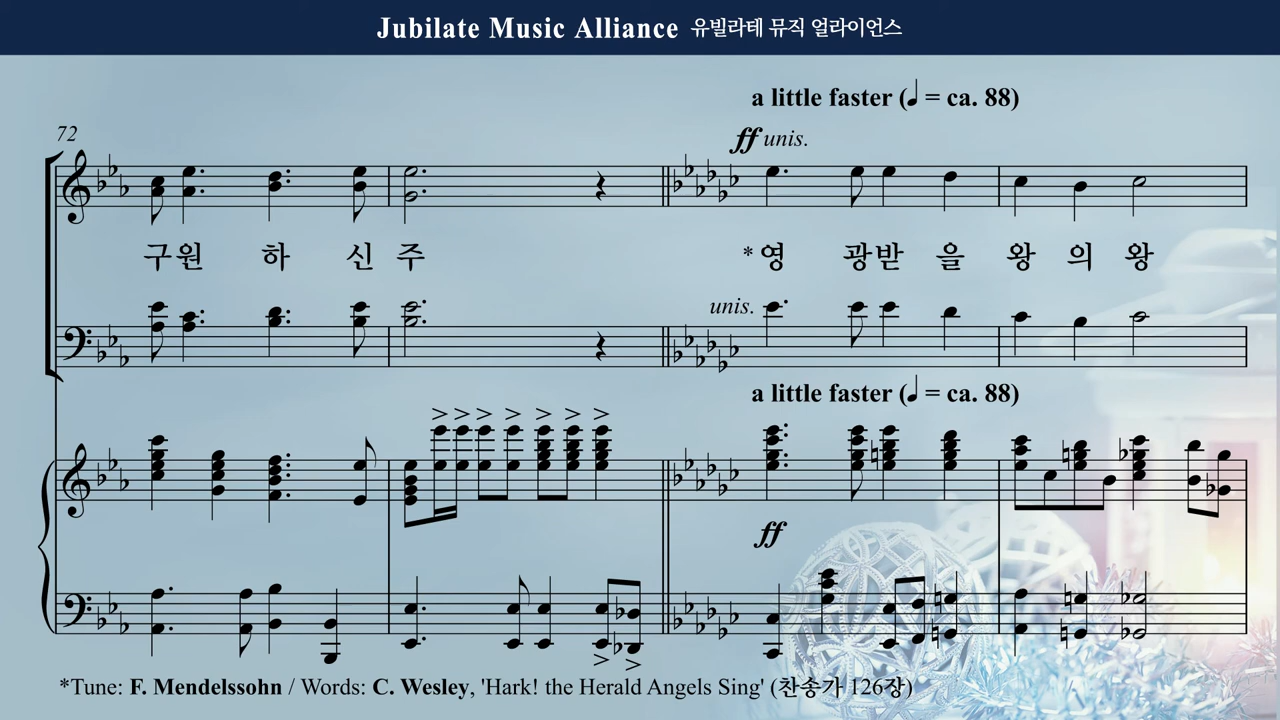 Jubilate Music Alliance 유빌라테 뮤직 얼라이언스
a little faster (♩ = ca. 88)
72
ff unis.
구원 하 신 주 *영 광받 을 왕 의 왕
unis.
a little faster (♩ = ca. 88)
ff
*Tune: F. Mendelssohn / Words: C. Wesley, 'Hark! the Herald Angels Sing' (찬송가 126장)